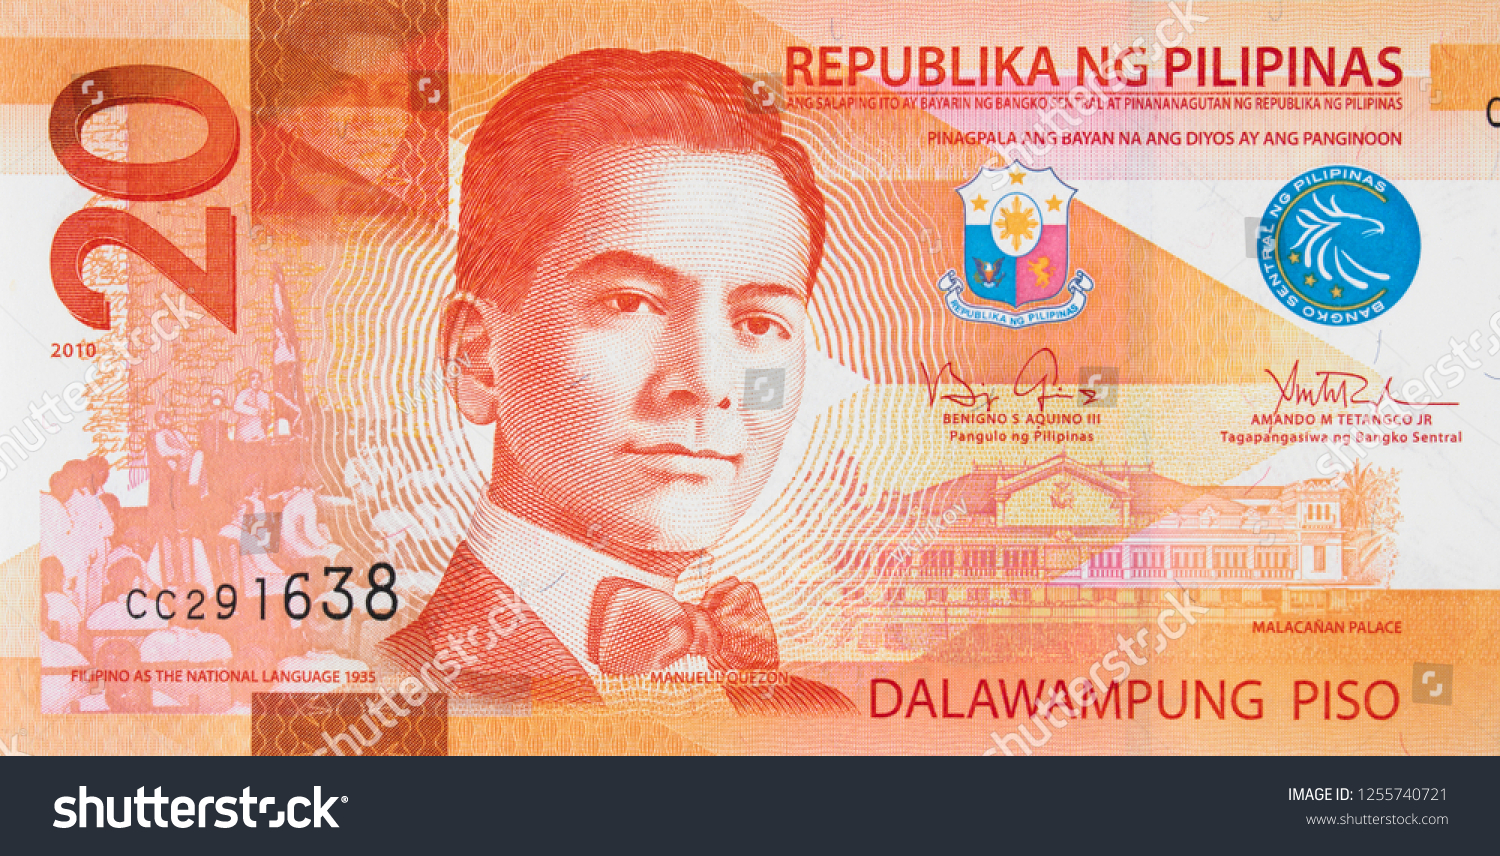 REPUBLIKA NG PILIPINAS
ANG SALAPING ITO AY BAYARIN NG BANGKO SENTRAL AT PINANANAGUTAN NG REPUBLIKA NG PILIPINAS
PINAGPALA ANG BAYAN NA ANG DIYOS AY ANG PANGINOON
20
2010
REPUBLIKA NG PILIPINAS
BANGKO SENTRAL NG PILIPINAS
BENIGNO S AQUINO III
Pangulo ng Pilipinas
AMANDO M TETANGCO JR
Tagapangasiwa ng Bangko Sentral
CC291638
MALACAÑAN PALACE
FILIPINO AS THE NATIONAL LANGUAGE 1935
MANUEL L QUEZON
DALAWAMPUNG PISO
shutterstock
IMAGE ID: 1255740721
www.shutterstock.com